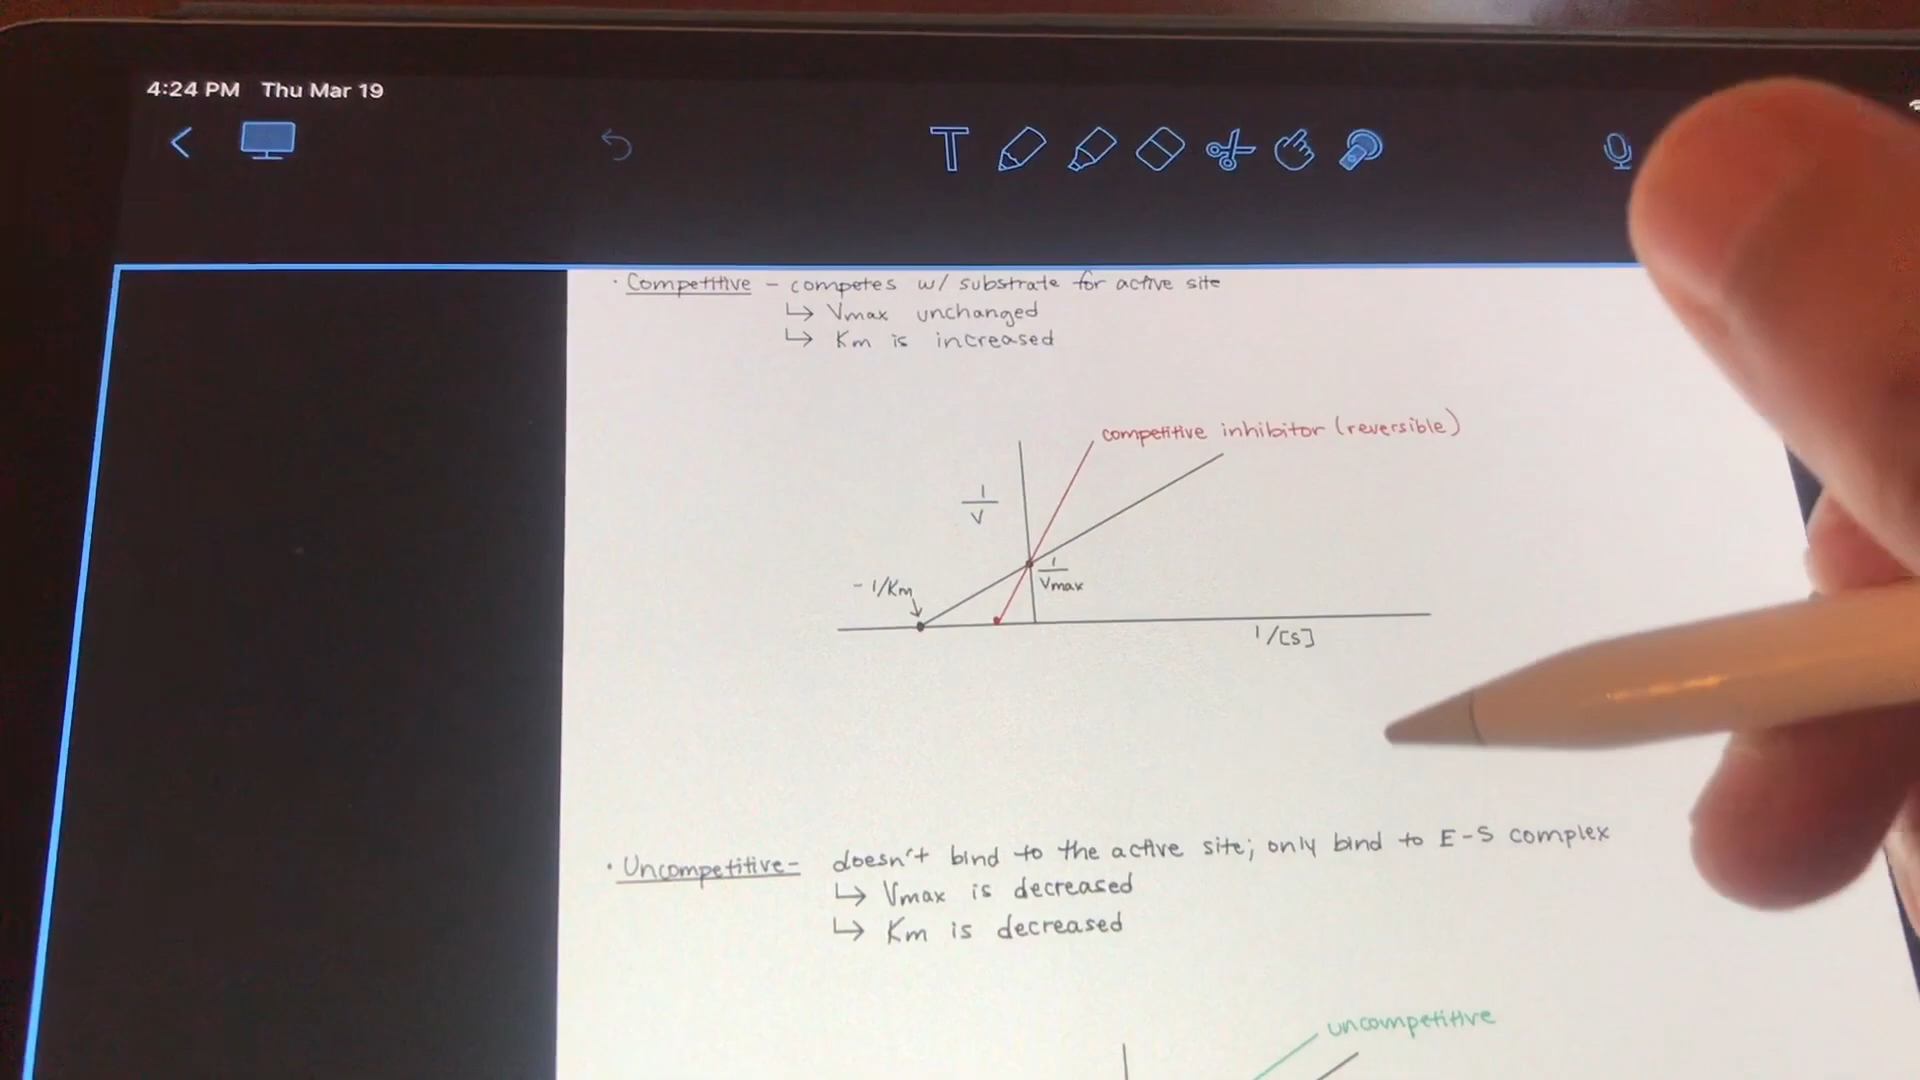 4:24 PM Thu Mar 19
T
· Competitive - competes w/ substrate for active site
↳ Vmax unchanged
↳ Km is increased
competitive inhibitor (reversible)
1
V
- 1/Km
1
Vmax
1/[S]
· Uncompetitive - doesn't bind to the active site; only bind to E-S complex
↳ Vmax is decreased
↳ Km is decreased
uncompetitive